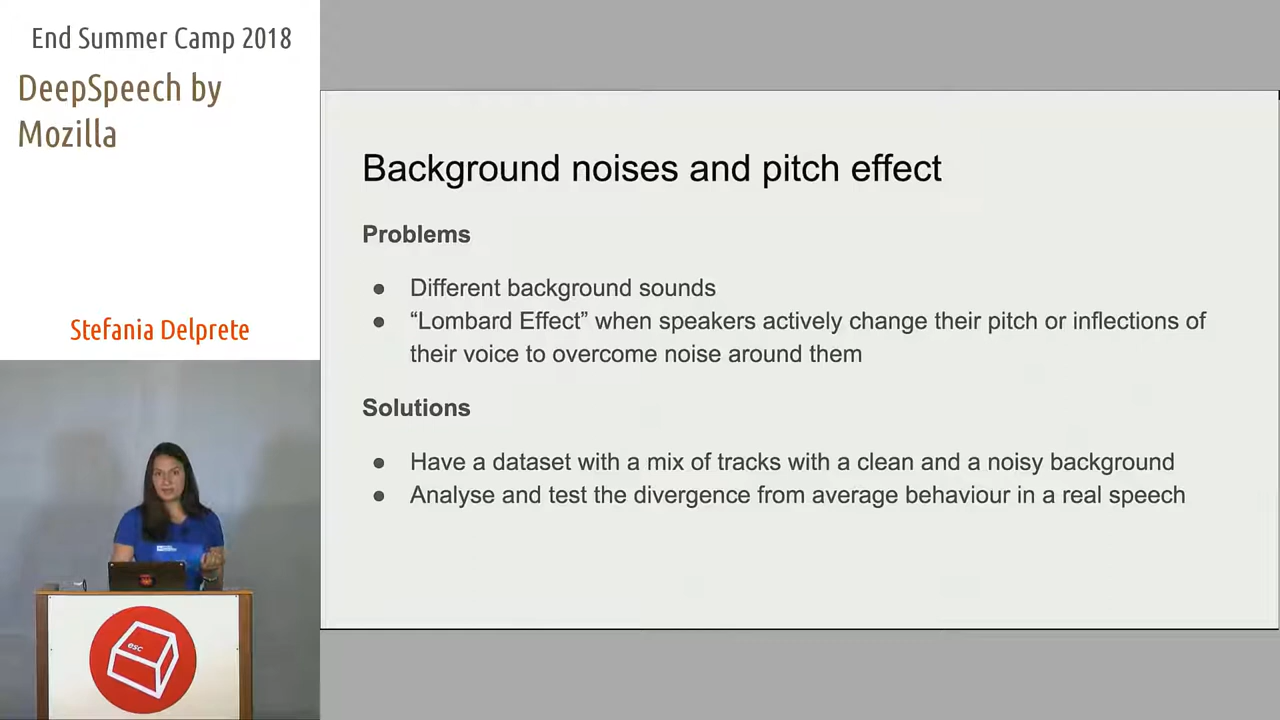 End Summer Camp 2018
DeepSpeech by
Mozilla
Stefania Delprete
Background noises and pitch effect
Problems
● Different background sounds
● “Lombard Effect” when speakers actively change their pitch or inflections of
their voice to overcome noise around them
Solutions
● Have a dataset with a mix of tracks with a clean and a noisy background
● Analyse and test the divergence from average behaviour in a real speech
esc